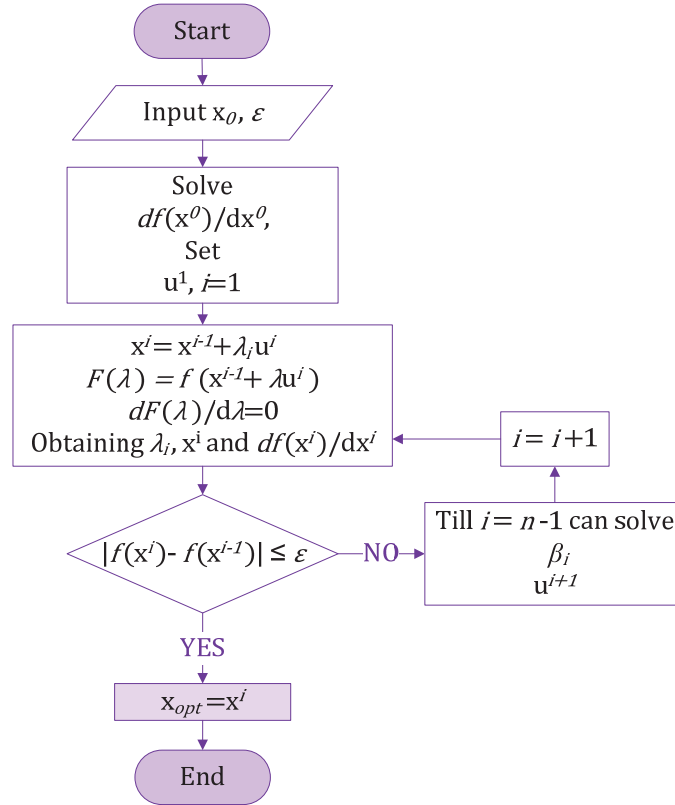 Start
Input x₀, ε
Solve
df(x⁰)/dx⁰,
Set
u¹, i=1
xⁱ= xⁱ⁻¹+λᵢuⁱ
F(λ) = f (xⁱ⁻¹+ λuⁱ )
dF(λ)/dλ=0
Obtaining λᵢ, xⁱ and df(xⁱ)/dxⁱ
i = i+1
|f(xⁱ)- f(xⁱ⁻¹)| ≤ ε
NO
Till i = n -1 can solve
βᵢ
uⁱ⁺¹
YES
xₒₚₜ=xⁱ
End